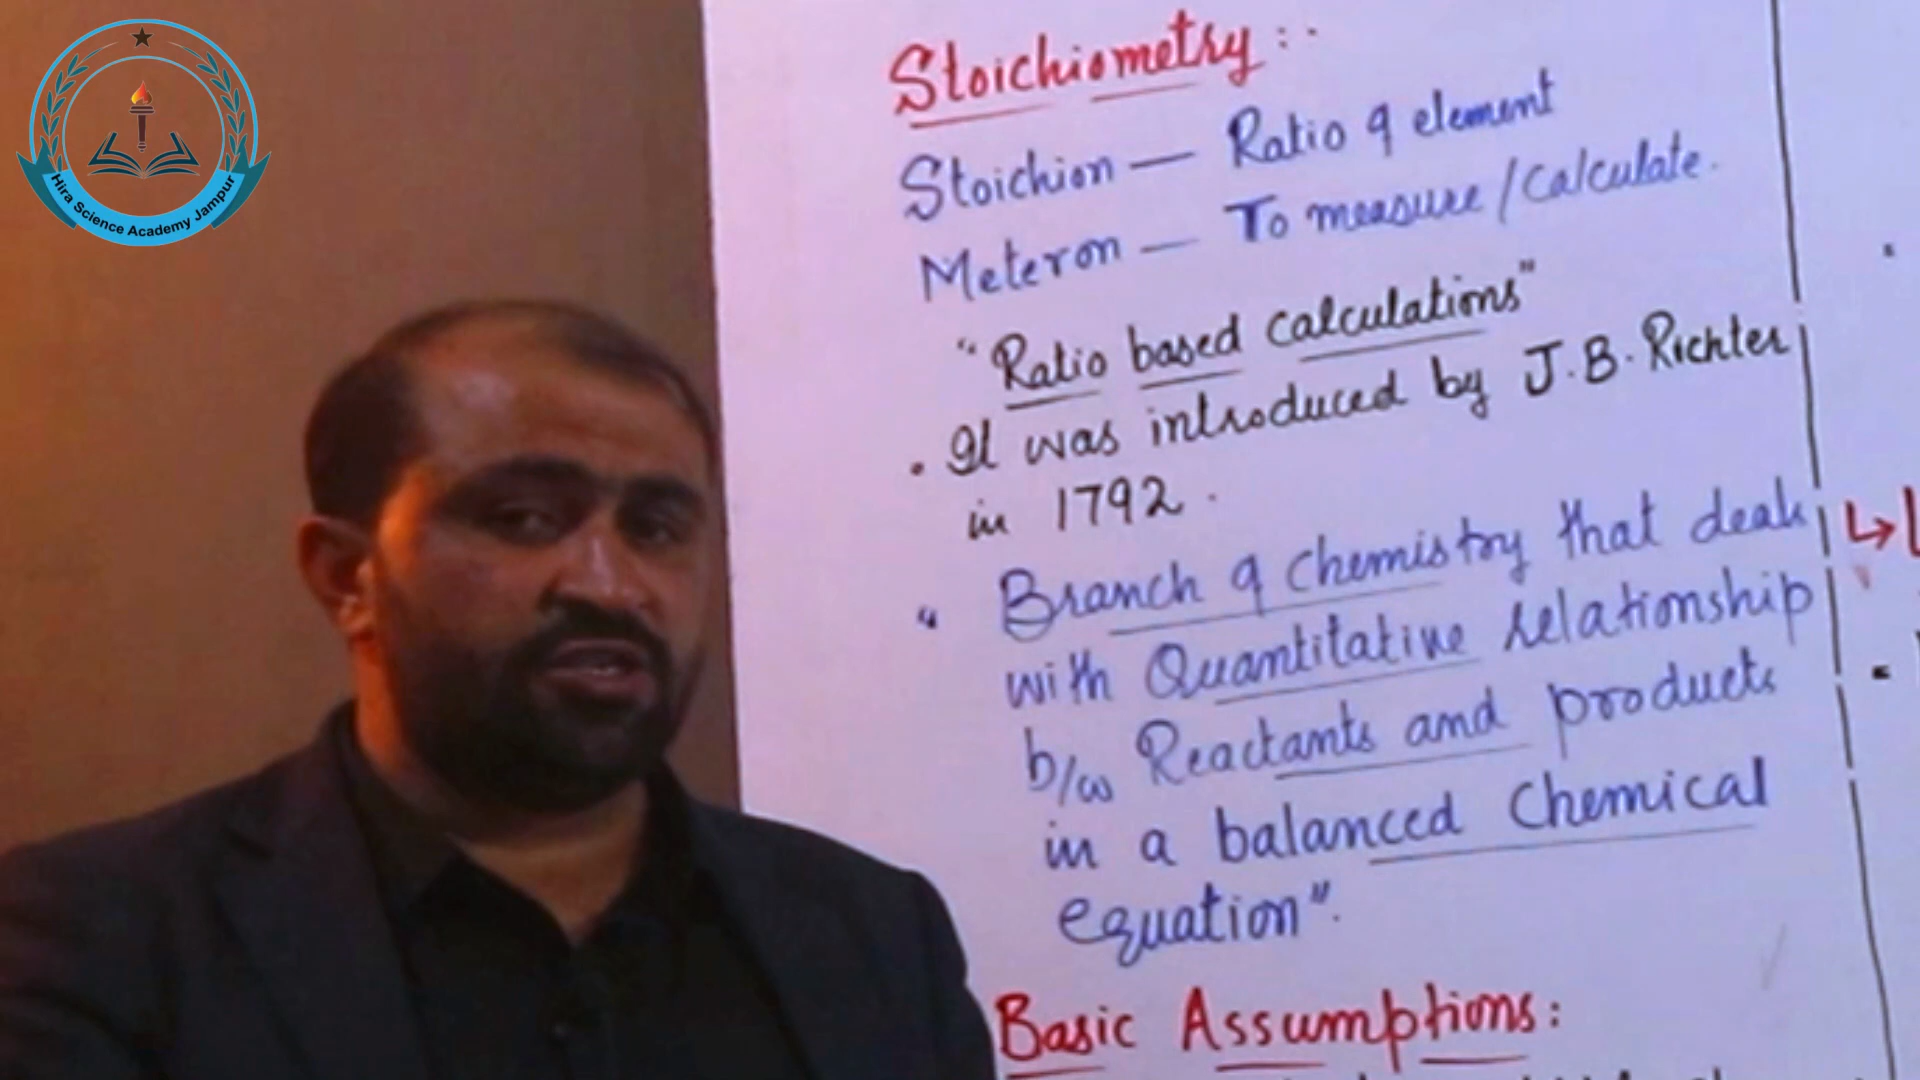 Hira Science Academy Jampur
Stoichiometry :-
Stoichion — Ratio of element
Meteron — To measure / Calculate.
"Ratio based calculations"
. It was introduced by J.B. Richter
in 1792.
" Branch of chemistry that deals
with Quantitative relationship
b/w Reactants and products
in a balanced chemical
equation".
Basic Assumptions: